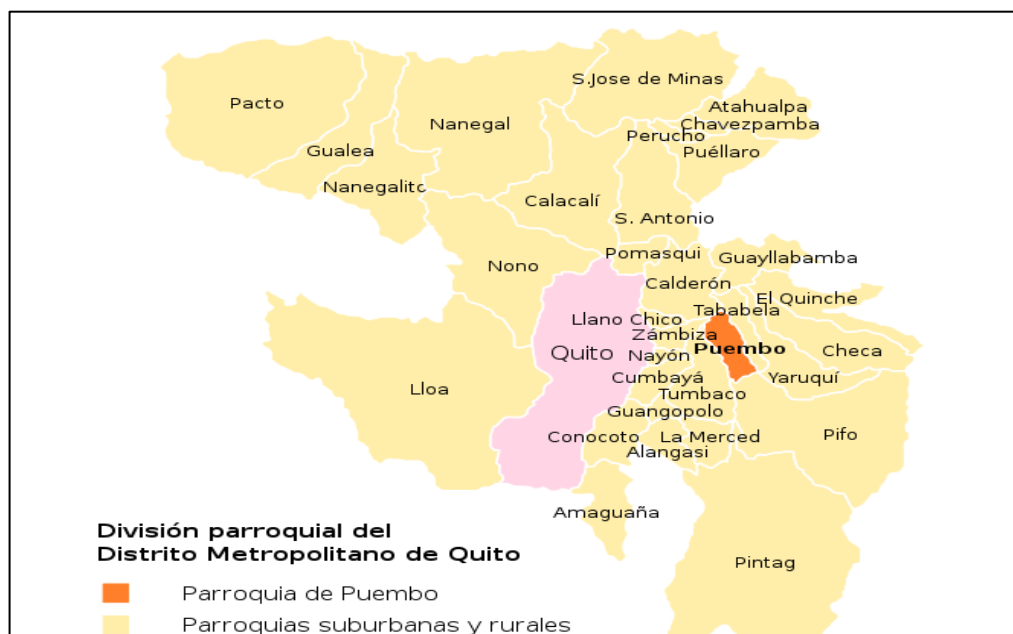 S.Jose de Minas
Pacto
Atahualpa
Nanegal
Chavezpamba
Perucho
Gualea
Puéllaro
Nanegalito
Calacalí
S. Antonio
Pomasqui
Guayllabamba
Nono
Calderón
El Quinche
Tababela
Llano Chico
Zámbiza
Puembo
Checa
Quito
Nayón
Cumbayá
Yaruquí
Lloa
Tumbaco
Guangopolo
Conocoto
La Merced
Pifo
Alangasi
Amaguaña
División parroquial del
Distrito Metropolitano de Quito
Pintag
Parroquia de Puembo
Parroquias suburbanas y rurales